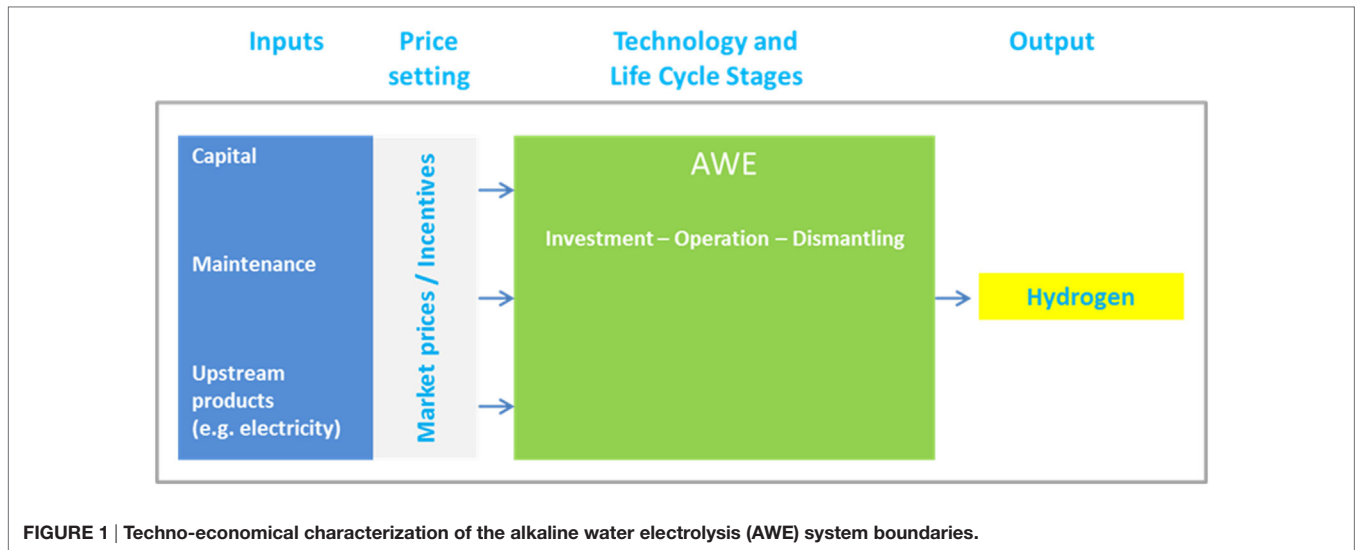 Inputs
Price
setting
Technology and
Life Cycle Stages
Output
Capital
Maintenance
Upstream
products
(e.g. electricity)
Market prices / Incentives
AWE
Investment – Operation – Dismantling
Hydrogen
FIGURE 1 | Techno-economical characterization of the alkaline water electrolysis (AWE) system boundaries.